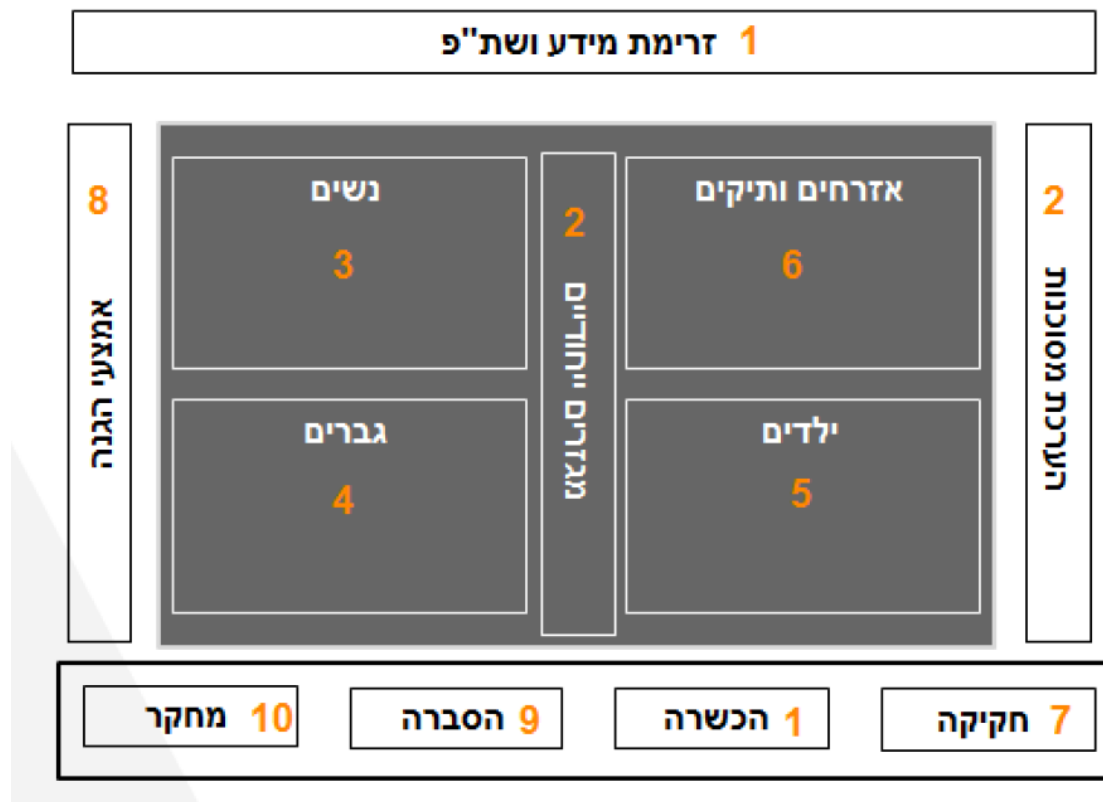 1 זרימת מידע ושת"פ
2 הערכת מסוכנות
אזרחים ותיקים
6
2 מגזרים ייחודיים
נשים
3
8 אמצעי הגנה
ילדים
5
גברים
4
7 חקיקה
1 הכשרה
9 הסברה
10 מחקר